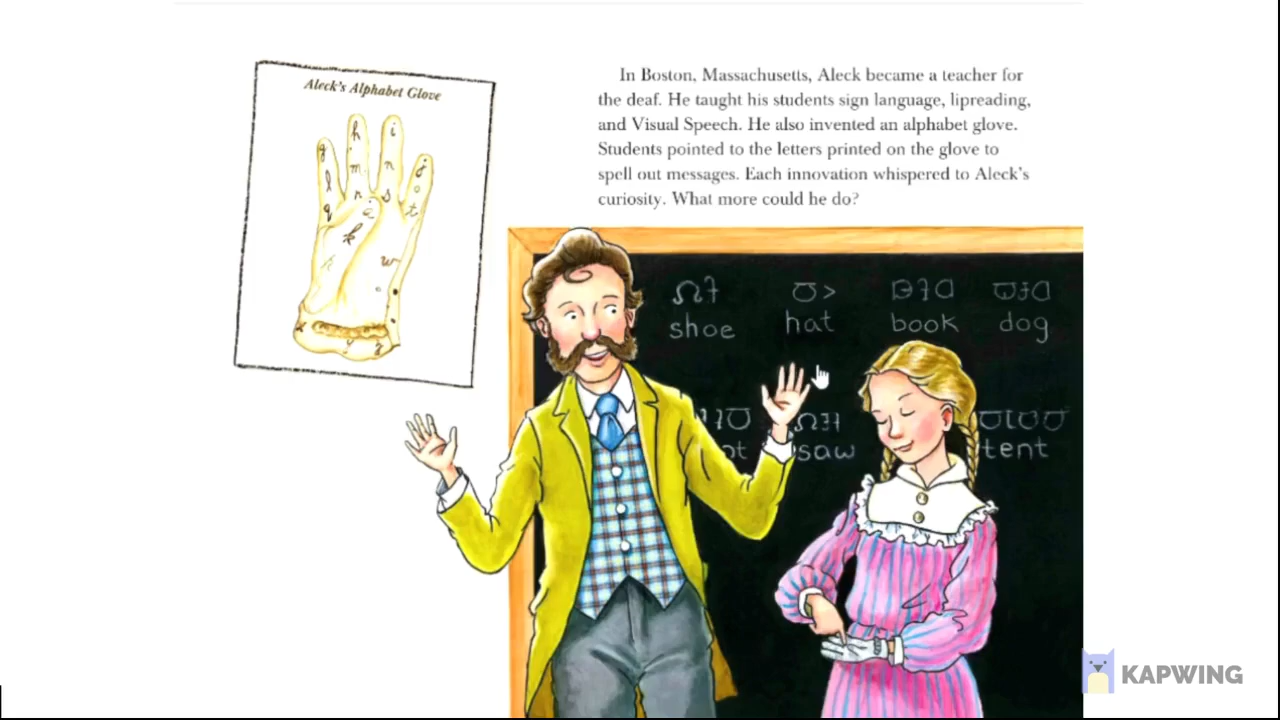 Aleck's Alphabet Glove
In Boston, Massachusetts, Aleck became a teacher for
the deaf. He taught his students sign language, lipreading,
and Visual Speech. He also invented an alphabet glove.
Students pointed to the letters printed on the glove to
spell out messages. Each innovation whispered to Aleck's
curiosity. What more could he do?
shoe hat book dog
saw tent
KAPWING